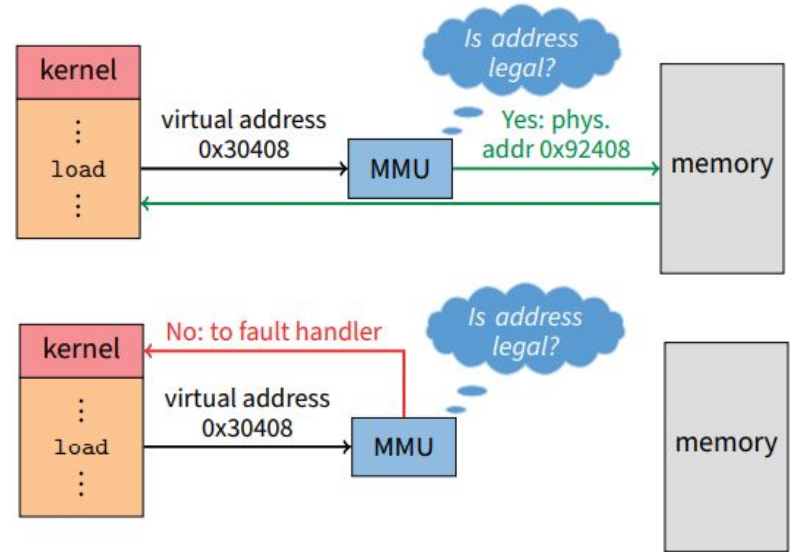 kernel
⋮
load
⋮
virtual address
0x30408
MMU
Is address
legal?
Yes: phys.
addr 0x92408
memory
kernel
⋮
load
⋮
No: to fault handler
virtual address
0x30408
MMU
Is address
legal?
memory